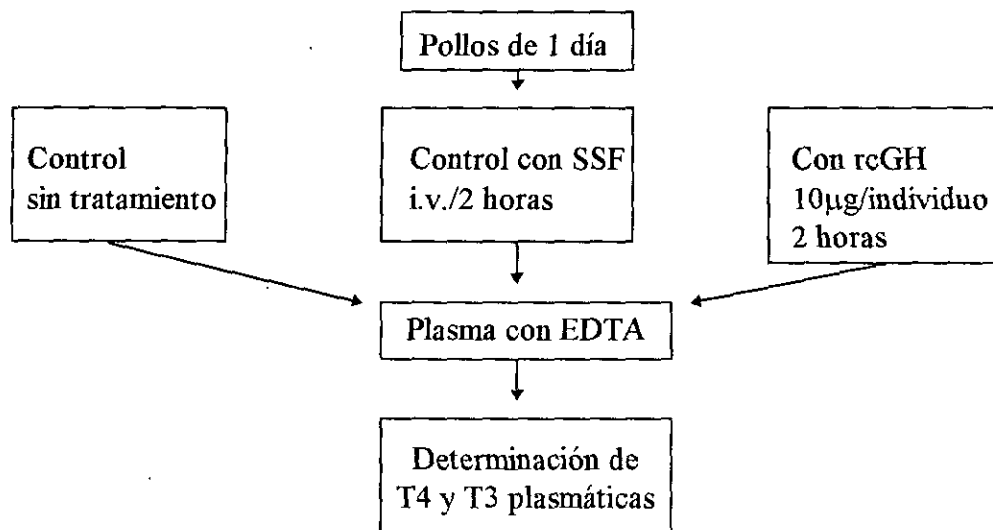 Pollos de 1 día
Control
sin tratamiento
Control con SSF
i.v./2 horas
Con rcGH
10µg/individuo
2 horas
Plasma con EDTA
Determinación de
T4 y T3 plasmáticas